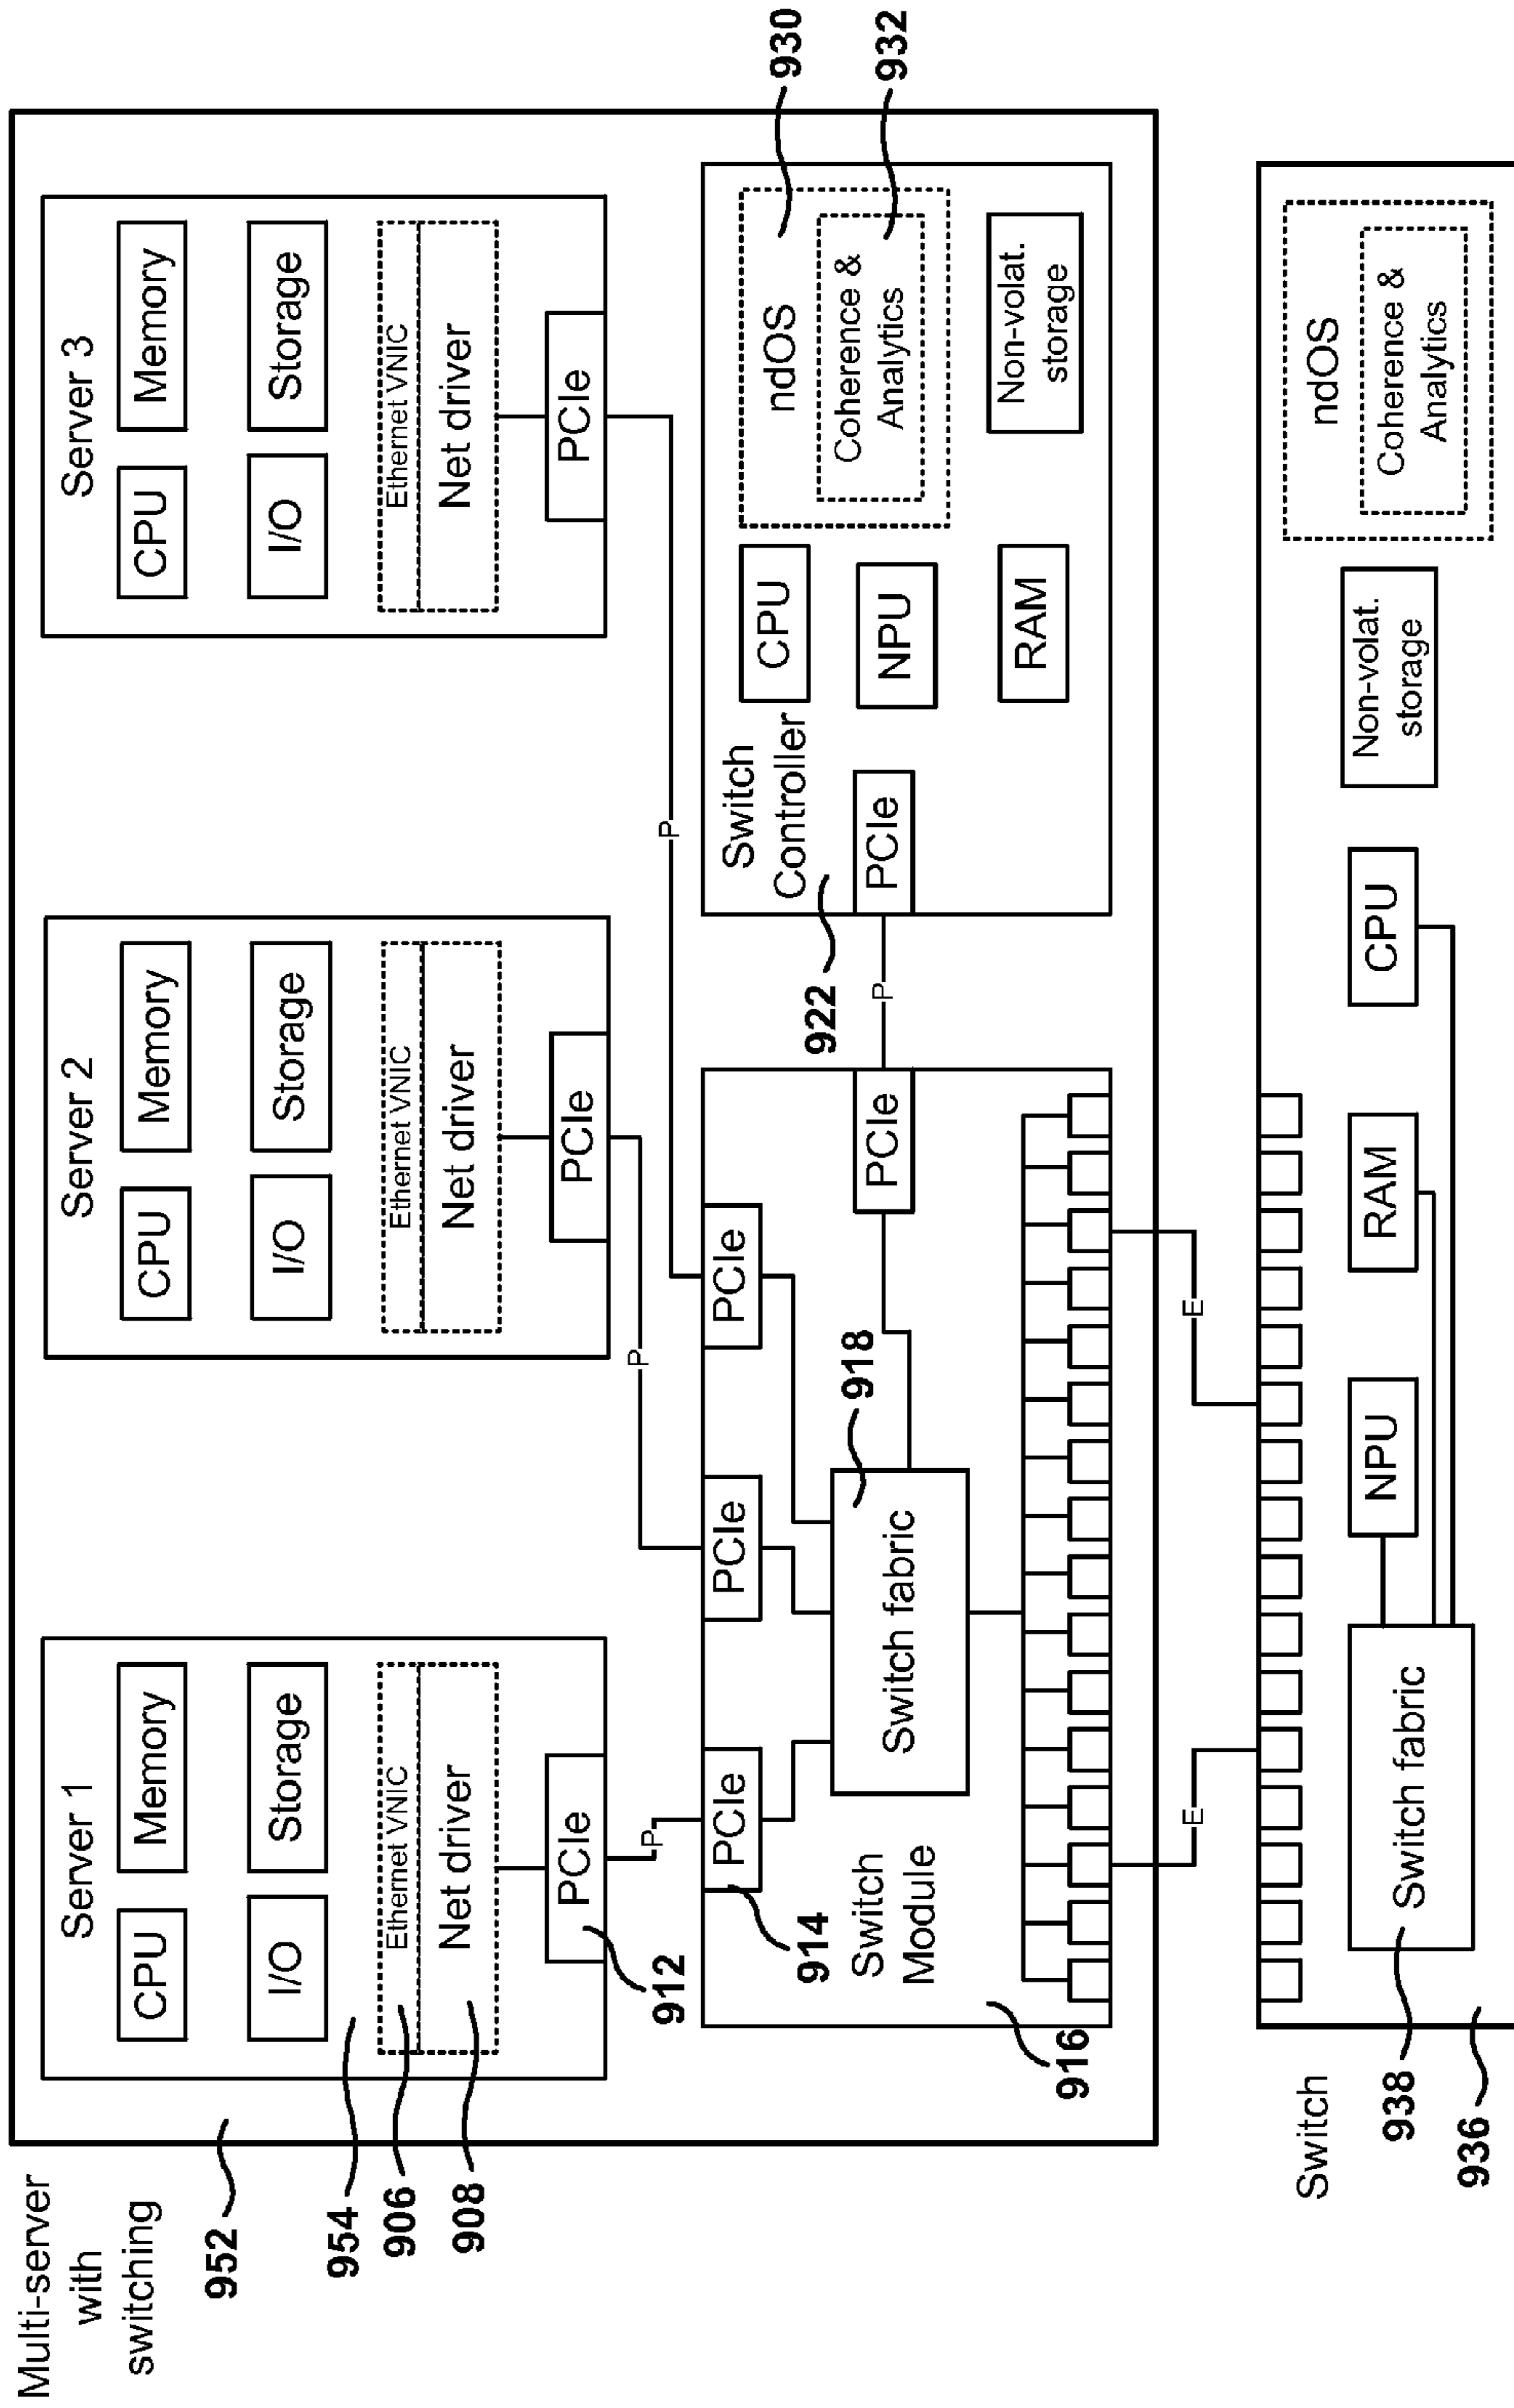 Multi-server
with
switching
952
954
906
908
Server 1
CPU
Memory
I/O
Storage
Ethernet VNIC
Net driver
PCIe
912
P
Server 2
CPU
Memory
I/O
Storage
Ethernet VNIC
Net driver
PCIe
P
Server 3
CPU
Memory
I/O
Storage
Ethernet VNIC
Net driver
PCIe
P
PCIe
PCIe
PCIe
914
Switch
Module
916
Switch fabric
918
PCIe
P
922
Switch
Controller
PCIe
CPU
NPU
RAM
ndOS
Coherence &
Analytics
Non-volat.
storage
930
932
E
E
Switch
938
936
Switch fabric
NPU
RAM
CPU
Non-volat.
storage
ndOS
Coherence &
Analytics